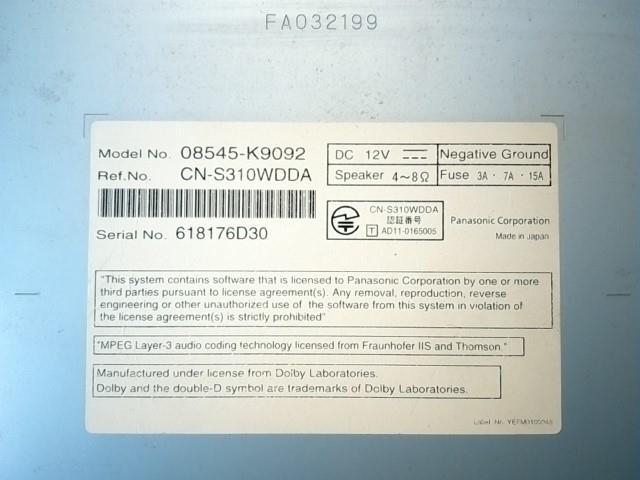 FA032199
Model No. 08545-K9092
Ref.No. CN-S310WDDA
DC 12V Negative Ground
Speaker 4~8Ω Fuse 3A · 7A · 15A
Serial No. 618176D30
CN-S310WDDA
認証番号
T AD11-0165005
Panasonic Corporation
Made in Japan
"This system contains software that is licensed to Panasonic Corporation by one or more
third parties pursuant to license agreement(s). Any removal, reproduction, reverse
engineering or other unauthorized use of the software from this system in violation of
the license agreement(s) is strictly prohibited"
"MPEG Layer-3 audio coding technology licensed from Fraunhofer IIS and Thomson."
Manufactured under license from Dolby Laboratories.
Dolby and the double-D symbol are trademarks of Dolby Laboratories.
Label No.